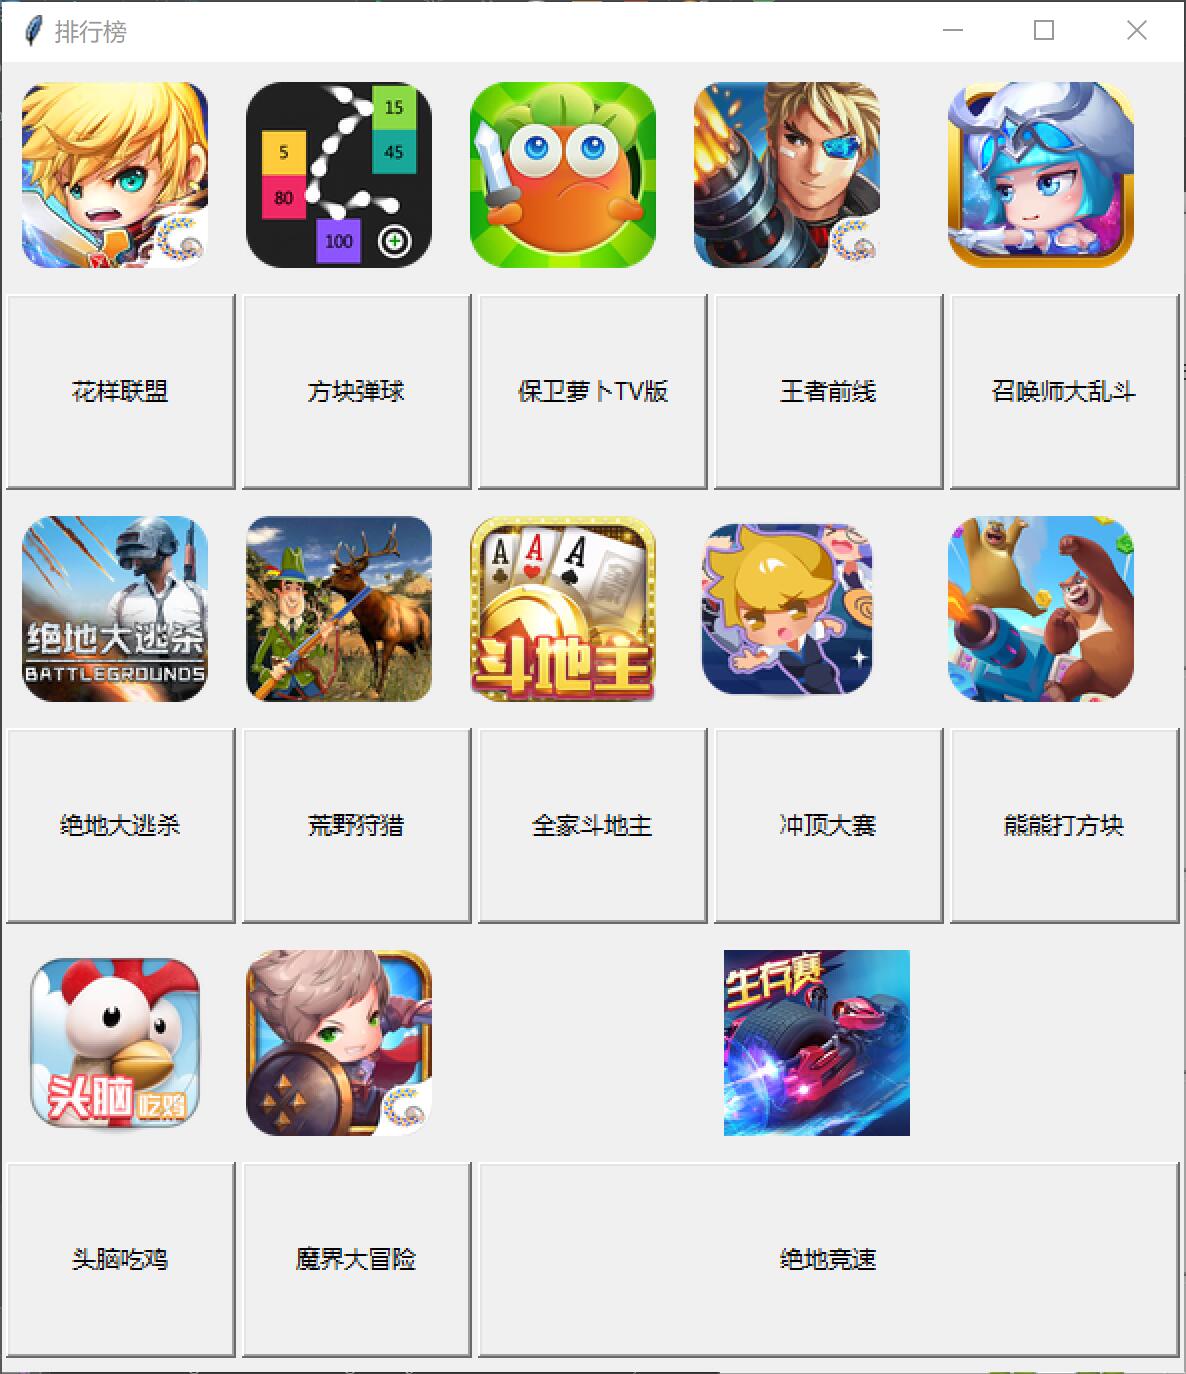 排行榜
15
5
45
80
100
花样联盟
方块弹球
保卫萝卜TV版
王者前线
召唤师大乱斗
绝地大逃杀
BATTLEGROUNDS
A
A
A
斗地主
绝地大逃杀
荒野狩猎
全家斗地主
冲顶大赛
熊熊打方块
头脑
吃鸡
生存赛
头脑吃鸡
魔界大冒险
绝地竞速